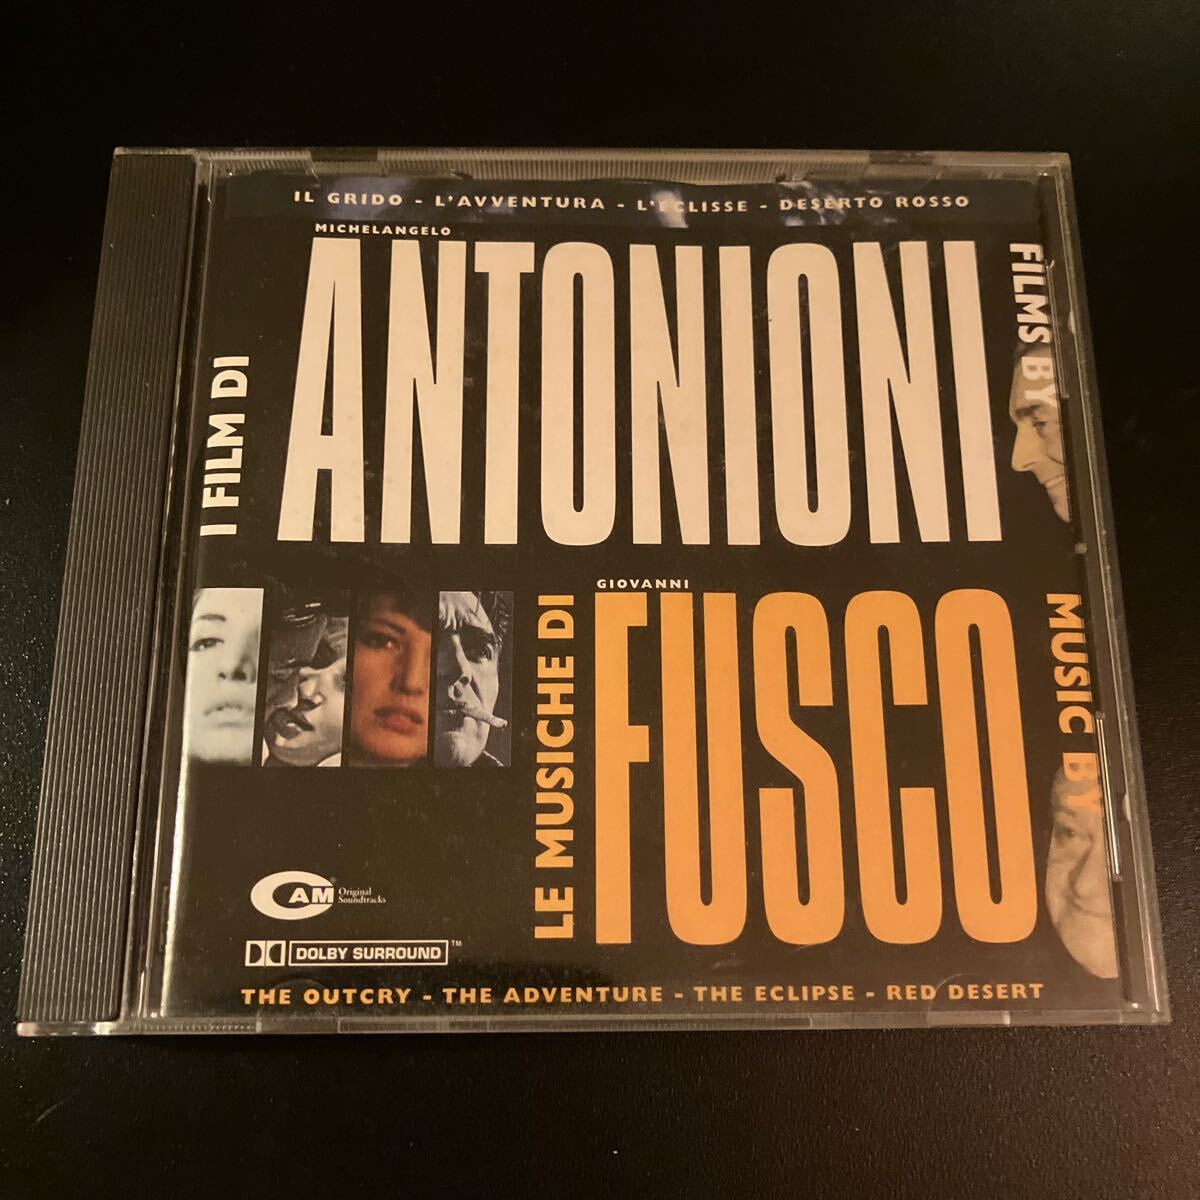 IL GRIDO - L'AVVENTURA - L'ECLISSE - DESERTO ROSSO
I FILM DI
MICHELANGELO
ANTONIONI
FILMS BY
LE MUSICHE DI
GIOVANNI
FUSCO
MUSIC BY
CAM® Original
Soundtracks
DOLBY SURROUND™
THE OUTCRY - THE ADVENTURE - THE ECLIPSE - RED DESERT